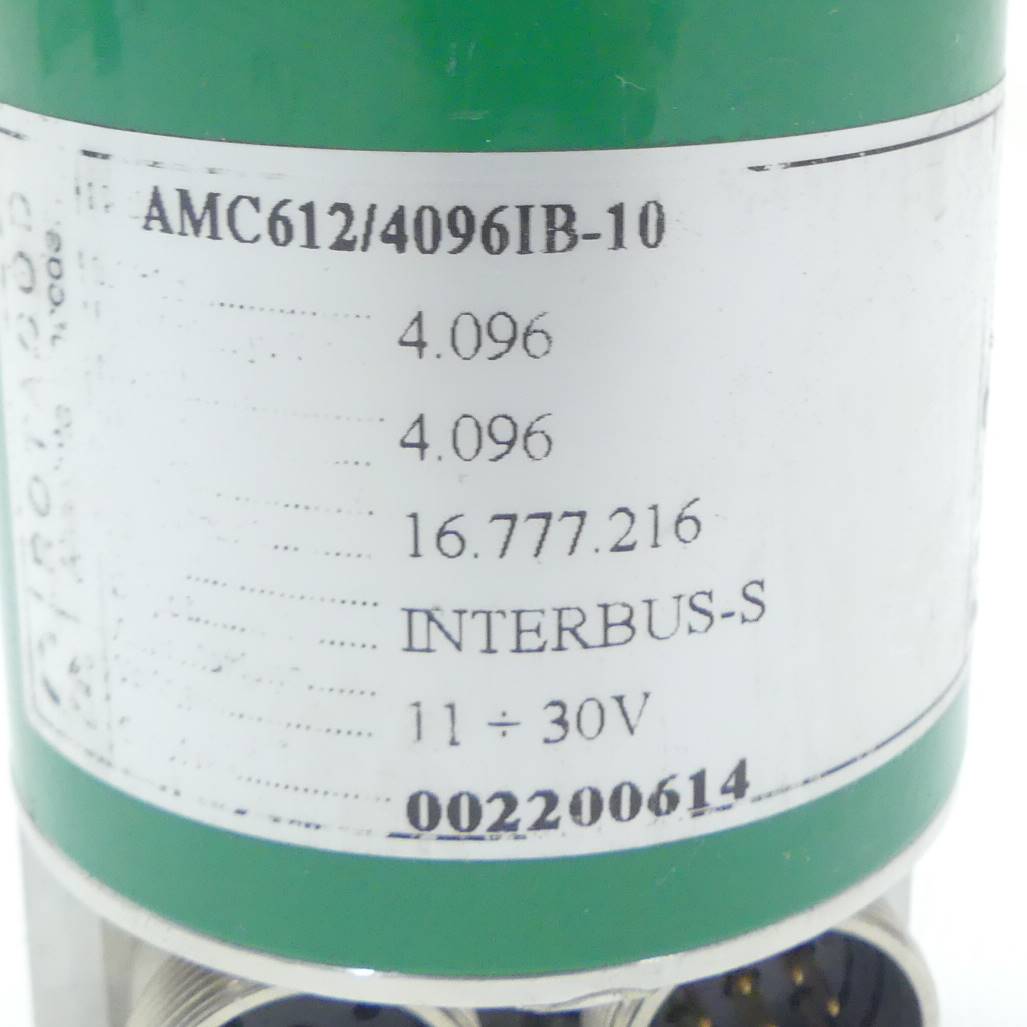 AMC612/4096IB-10
4.096
4.096
16.777.216
INTERBUS-S
11 ÷ 30V
002200614